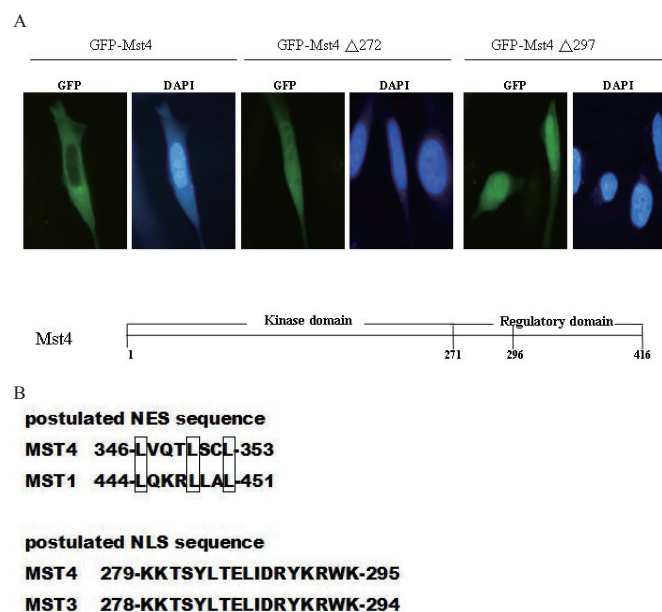 A
GFP-Mst4 GFP-Mst4 △272 GFP-Mst4 △297
GFP DAPI GFP DAPI GFP DAPI
Kinase domain Regulatory domain
Mst4
1 271 296 416
B
postulated NES sequence
MST4 346-LVQTLSCL-353
MST1 444-LQKRLLAL-451
postulated NLS sequence
MST4 279-KKTSYLTELIDRYKRWK-295
MST3 278-KKTSYLTELIDRYKRWK-294